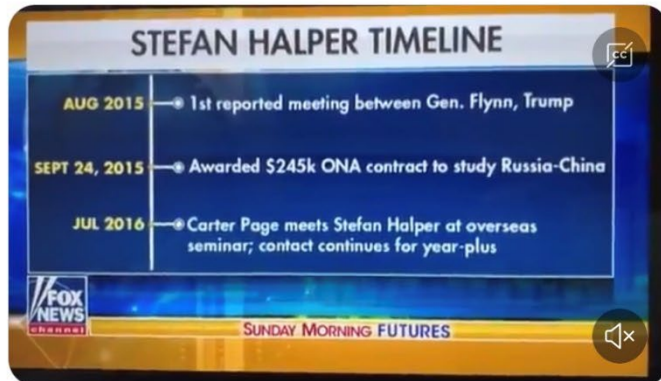 STEFAN HALPER TIMELINE
CC
AUG 2015 1st reported meeting between Gen. Flynn, Trump
SEPT 24, 2015 Awarded $245k ONA contract to study Russia-China
JUL 2016 Carter Page meets Stefan Halper at overseas
seminar; contact continues for year-plus
FOX
NEWS
channel
SUNDAY MORNING FUTURES